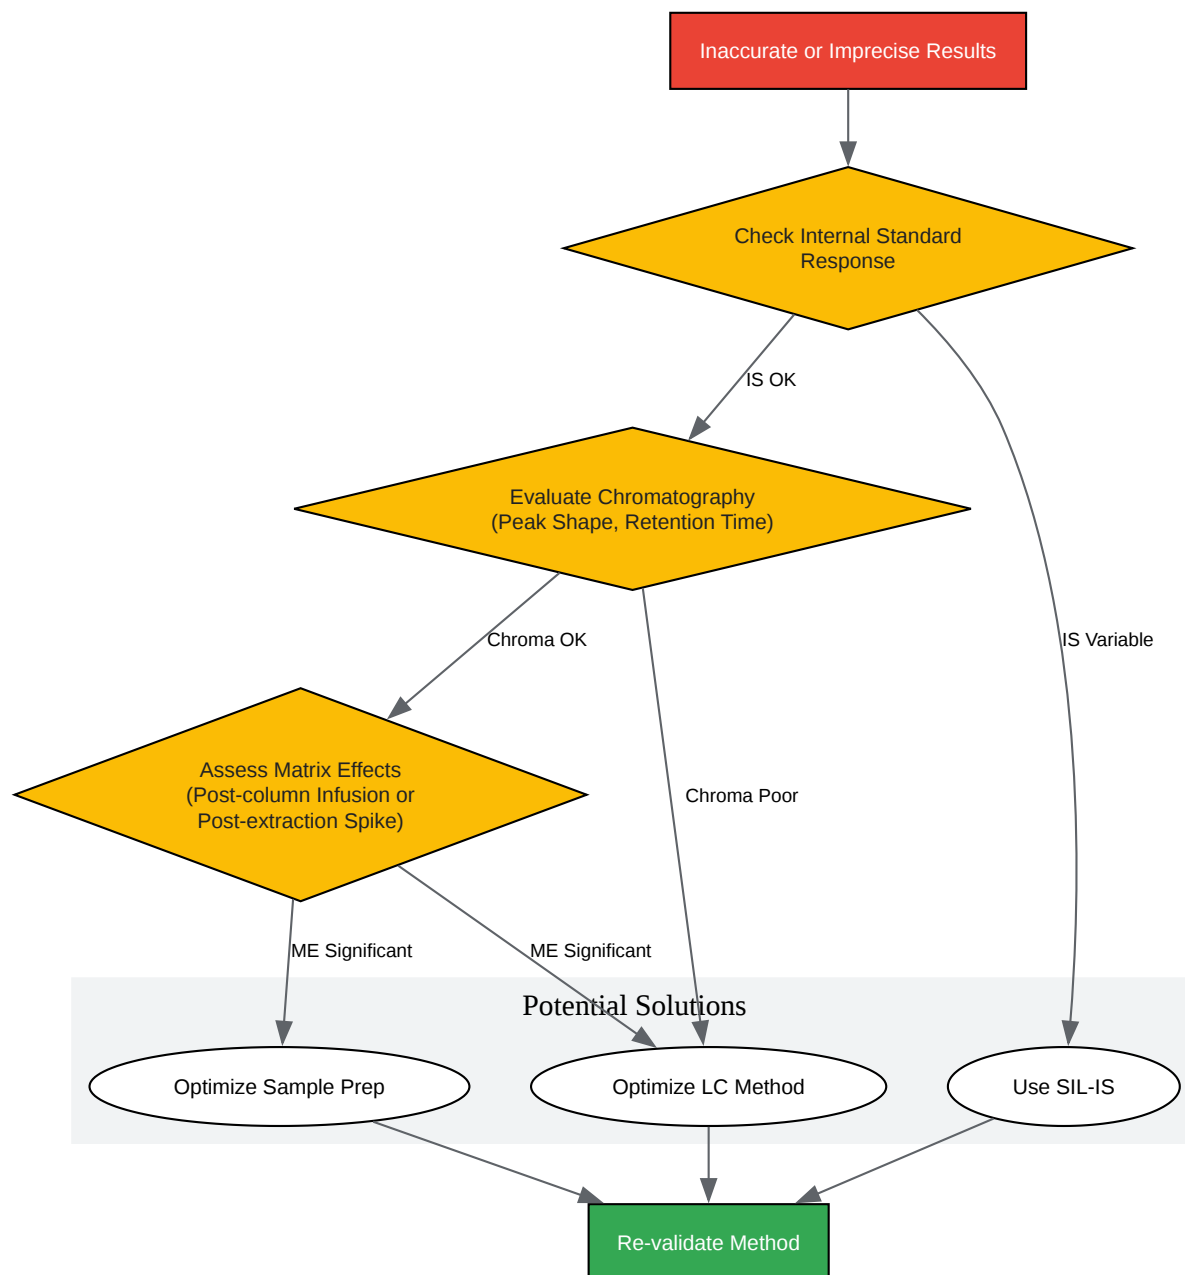 Inaccurate or Imprecise Results
Check Internal Standard
Response
IS OK
Evaluate Chromatography
(Peak Shape, Retention Time)
Chroma OK
IS Variable
Assess Matrix Effects
(Post-column Infusion or
Post-extraction Spike)
Chroma Poor
ME Significant
ME Significant
Potential Solutions
Optimize Sample Prep
Optimize LC Method
Use SIL-IS
Re-validate Method